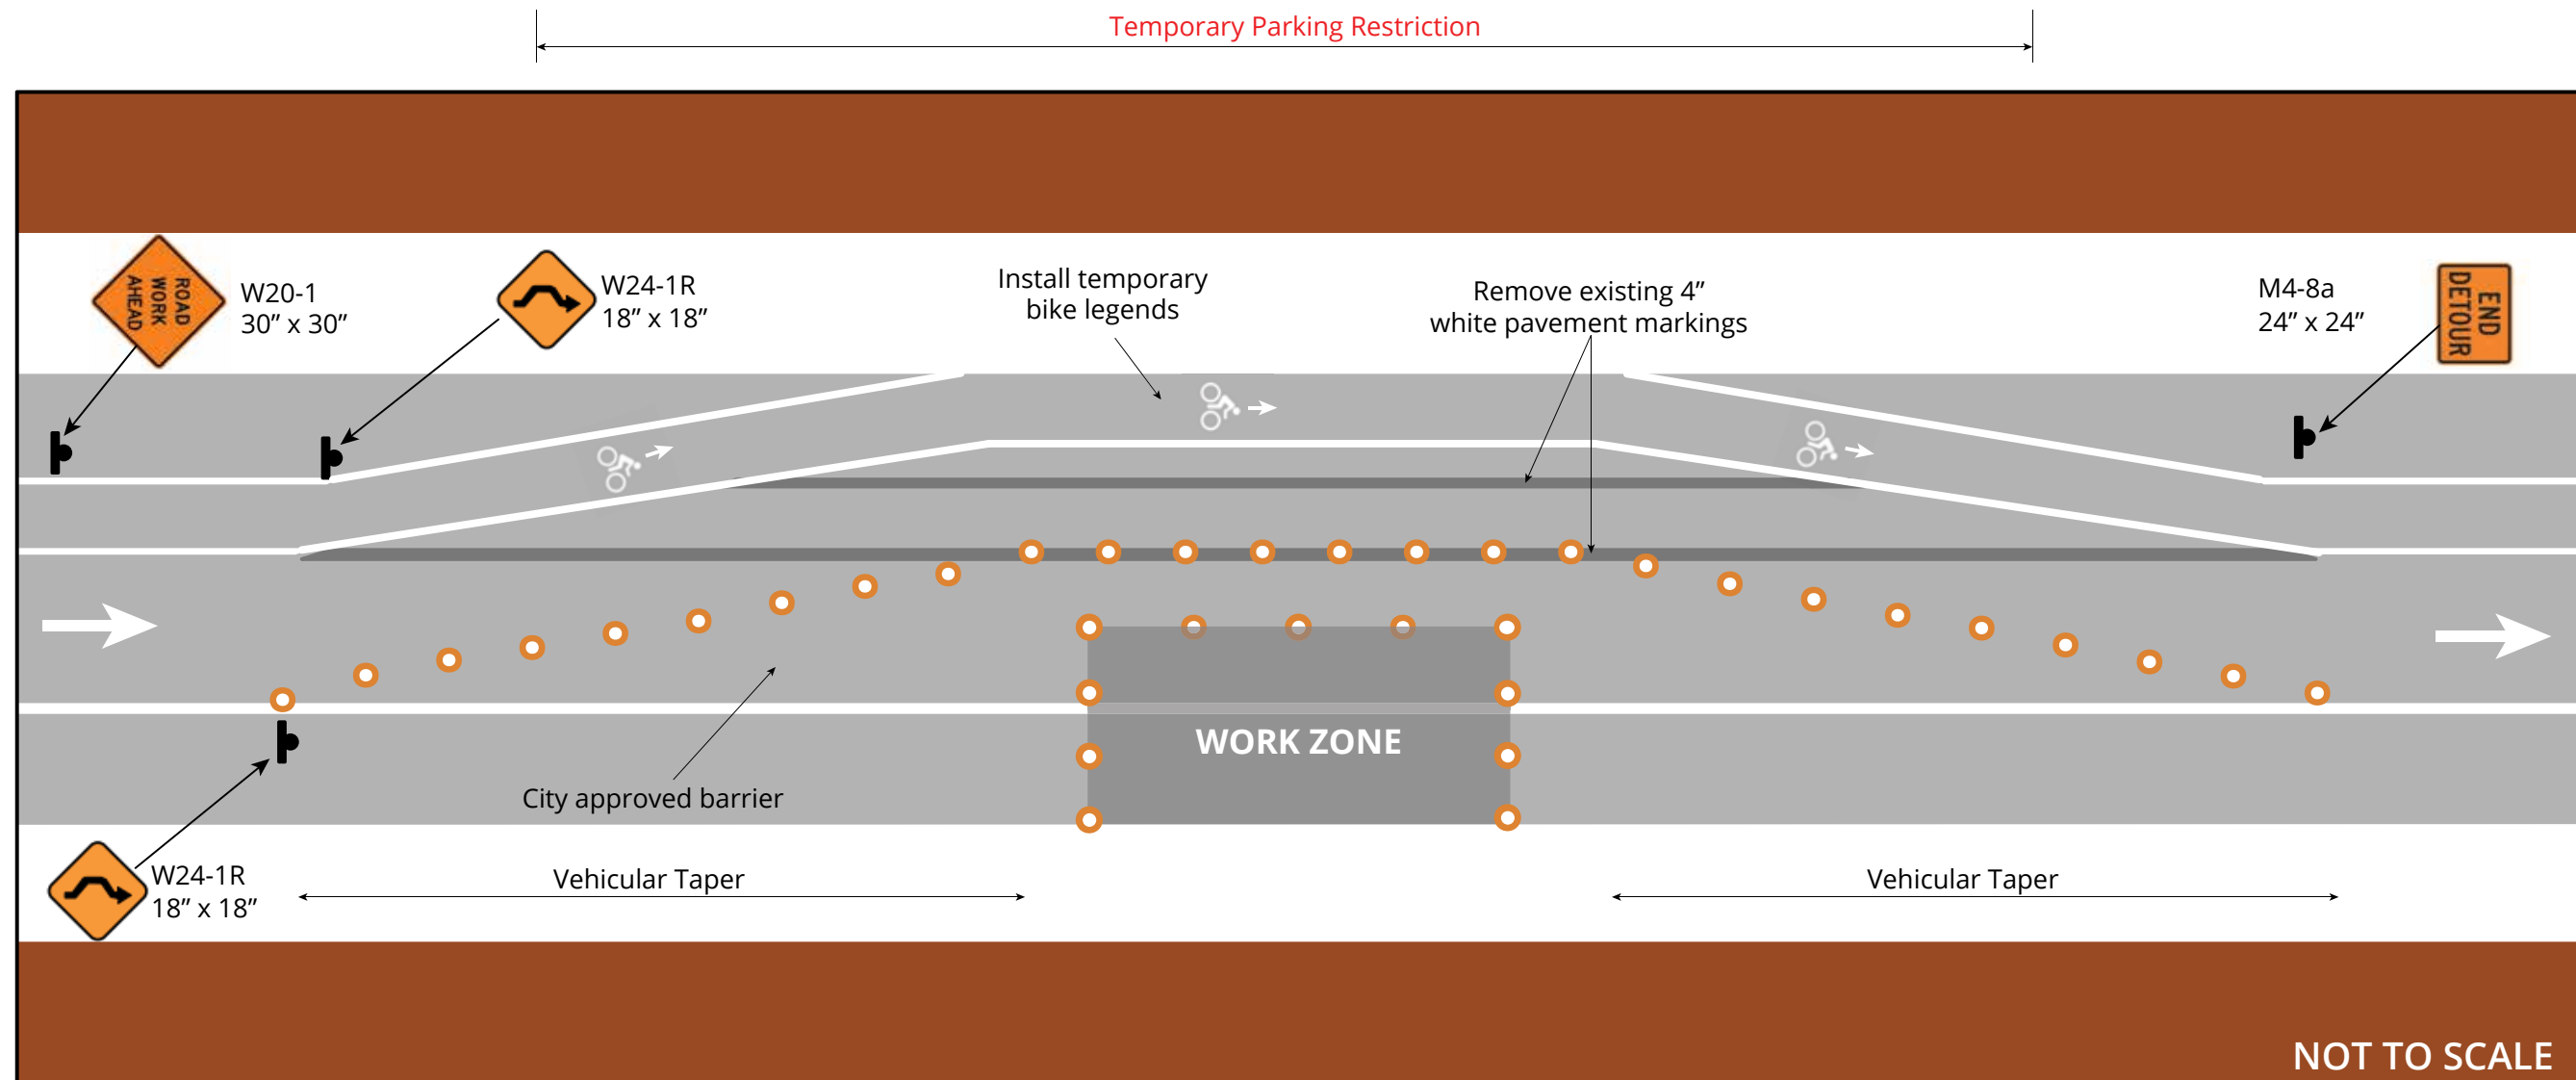 Temporary Parking Restriction
ROAD
WORK
AHEAD
W20-1
30” x 30”
W24-1R
18” x 18”
Install temporary
bike legends
Remove existing 4”
white pavement markings
M4-8a
24” x 24”
END
DETOUR
WORK ZONE
City approved barrier
W24-1R
18” x 18”
Vehicular Taper
Vehicular Taper
NOT TO SCALE